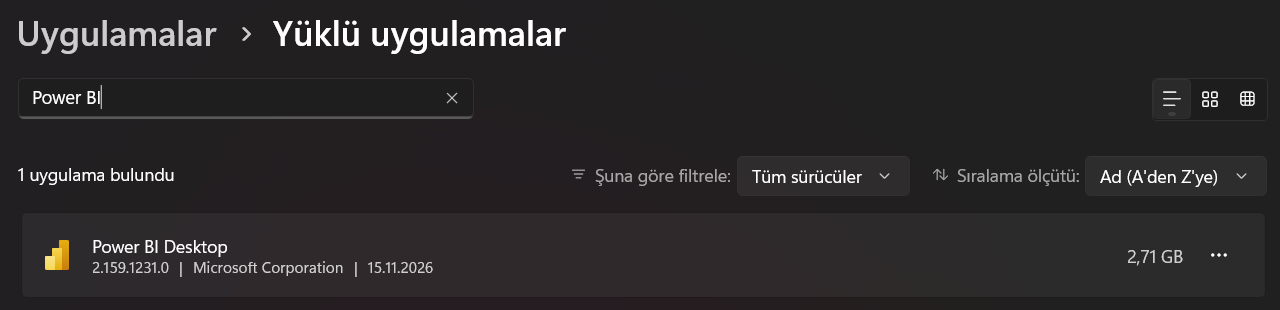 Uygulamalar > Yüklü uygulamalar
Power BI
1 uygulama bulundu Şuna göre filtrele: Tüm sürücüler Sıralama ölçütü: Ad (A'den Z'ye)
Power BI Desktop
2.159.1231.0 | Microsoft Corporation | 15.11.2026
2,71 GB